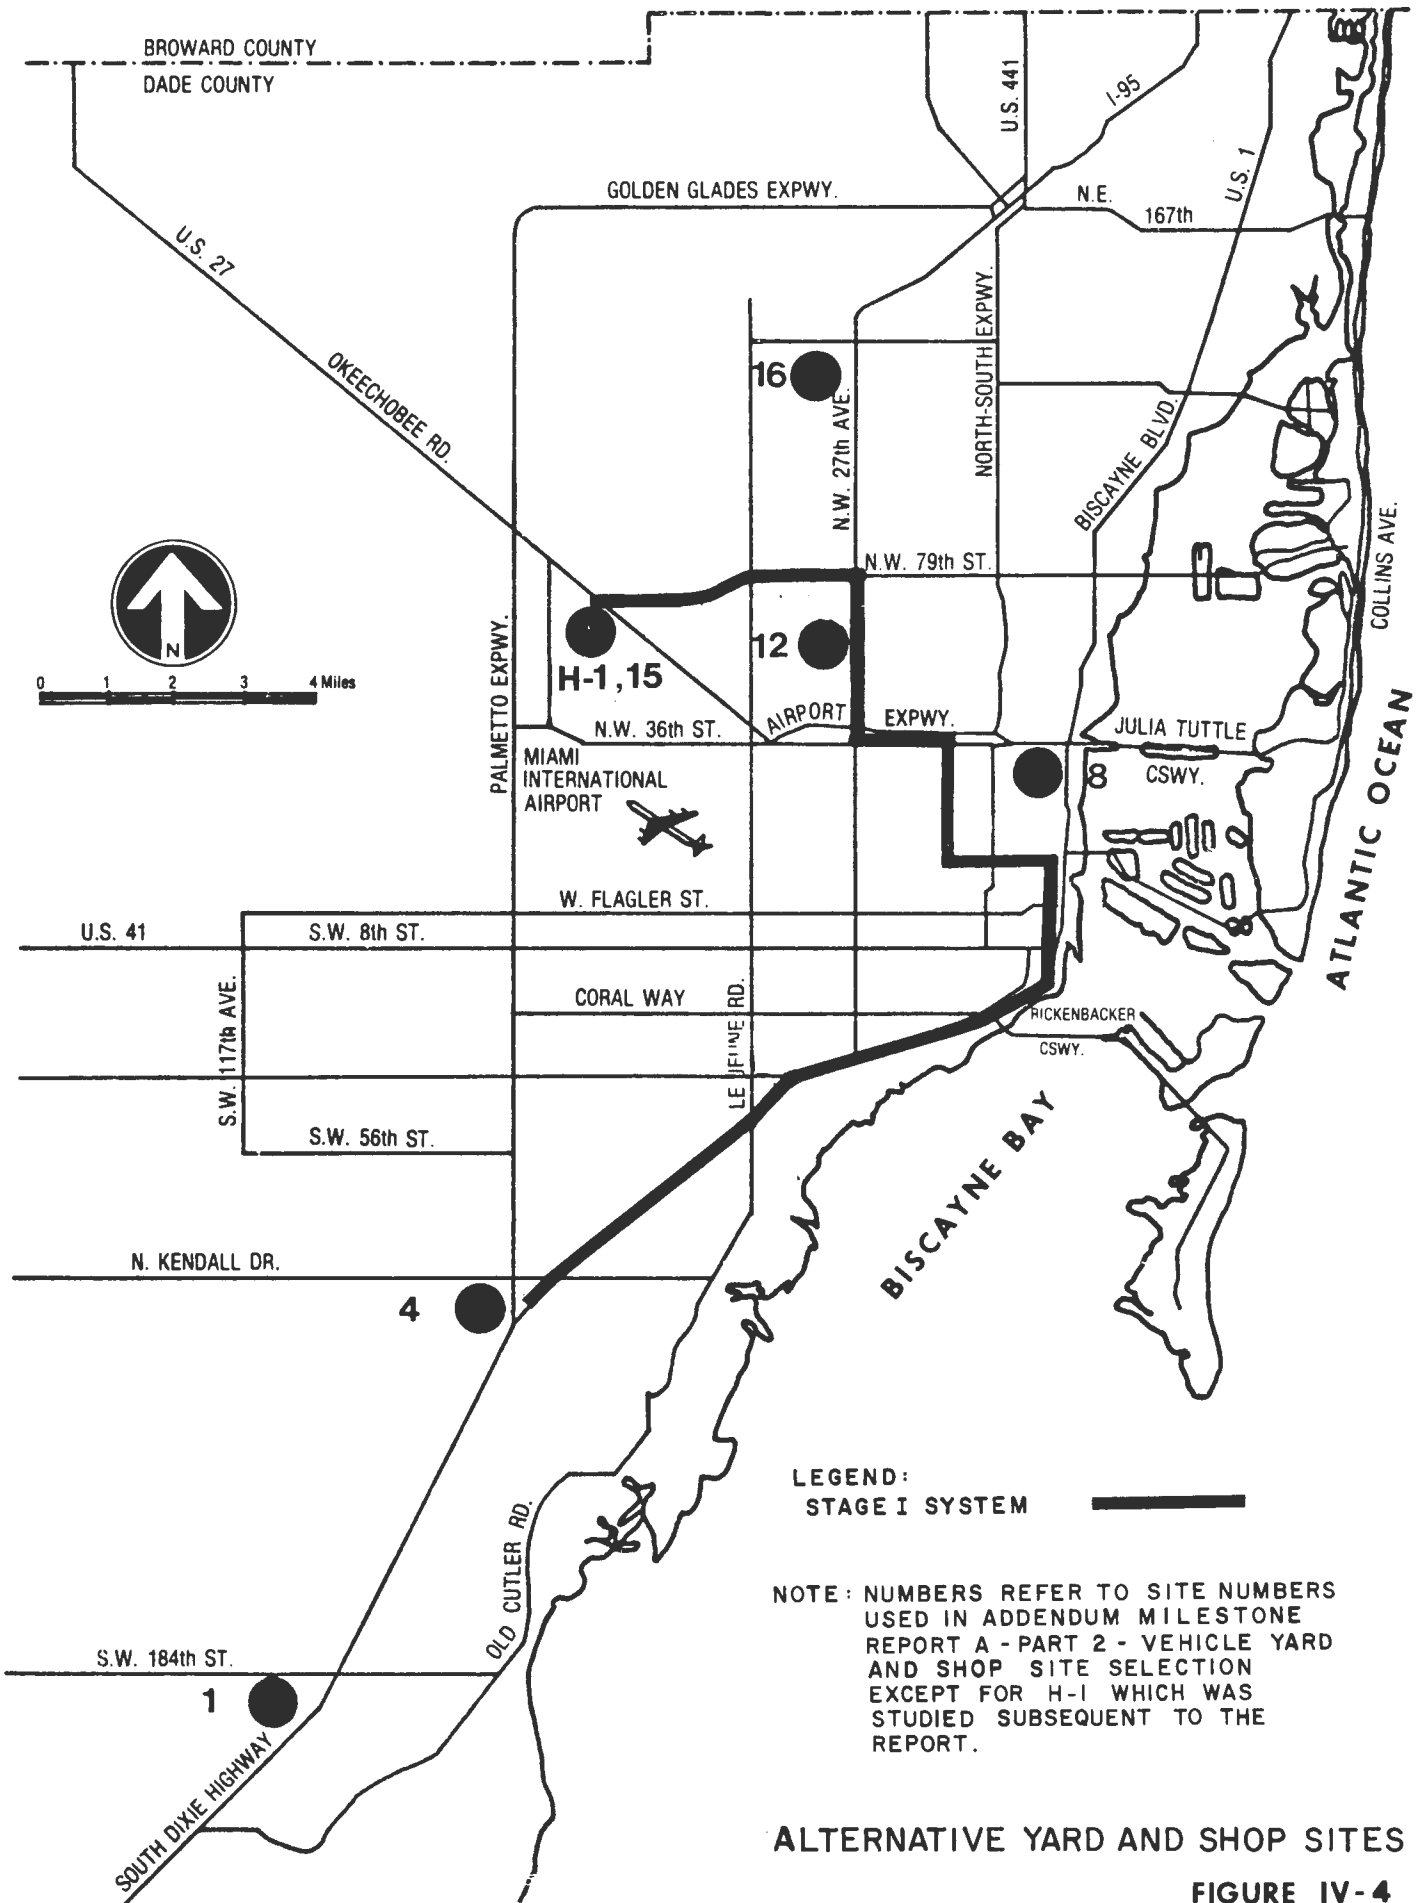 BROWARD COUNTY
DADE COUNTY
U.S. 441
I-95
U.S. 1
GOLDEN GLADES EXPWY.
N.E.
167th
U.S. 27
OKEECHOBEE RD.
16
N.W. 27th AVE.
NORTH-SOUTH EXPWY.
BISCAYNE BLVD.
COLLINS AVE.
N.W. 79th ST.
N
0 1 2 3 4 Miles
PALMETTO EXPWY.
H-1,15
12
N.W. 36th ST.
AIRPORT
EXPWY.
JULIA TUTTLE
CSWY.
8
MIAMI
INTERNATIONAL
AIRPORT
ATLANTIC OCEAN
W. FLAGLER ST.
U.S. 41
S.W. 8th ST.
S.W. 117th AVE.
CORAL WAY
LE JEUNE RD.
RICKENBACKER
CSWY.
S.W. 56th ST.
BISCAYNE BAY
N. KENDALL DR.
4
LEGEND:
STAGE I SYSTEM
OLD CUTLER RD.
NOTE: NUMBERS REFER TO SITE NUMBERS
USED IN ADDENDUM MILESTONE
REPORT A - PART 2 - VEHICLE YARD
AND SHOP SITE SELECTION
EXCEPT FOR H-1 WHICH WAS
STUDIED SUBSEQUENT TO THE
REPORT.
S.W. 184th ST.
1
SOUTH DIXIE HIGHWAY
ALTERNATIVE YARD AND SHOP SITES
FIGURE IV-4